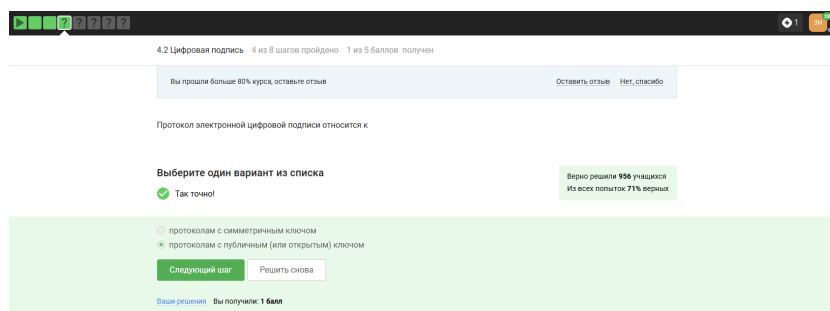 ? ? ? ? ? 1 ЗН
4.2 Цифровая подпись 4 из 8 шагов пройдено 1 из 5 баллов получен
Вы прошли больше 80% курса, оставьте отзыв Оставить отзыв Нет, спасибо
Протокол электронной цифровой подписи относится к
Выберите один вариант из списка
Так точно!
Верно решили 956 учащихся
Из всех попыток 71% верных
протоколам с симметричным ключом
протоколам с публичным (или открытым) ключом
Следующий шаг Решить снова
Ваши решения Вы получили: 1 балл